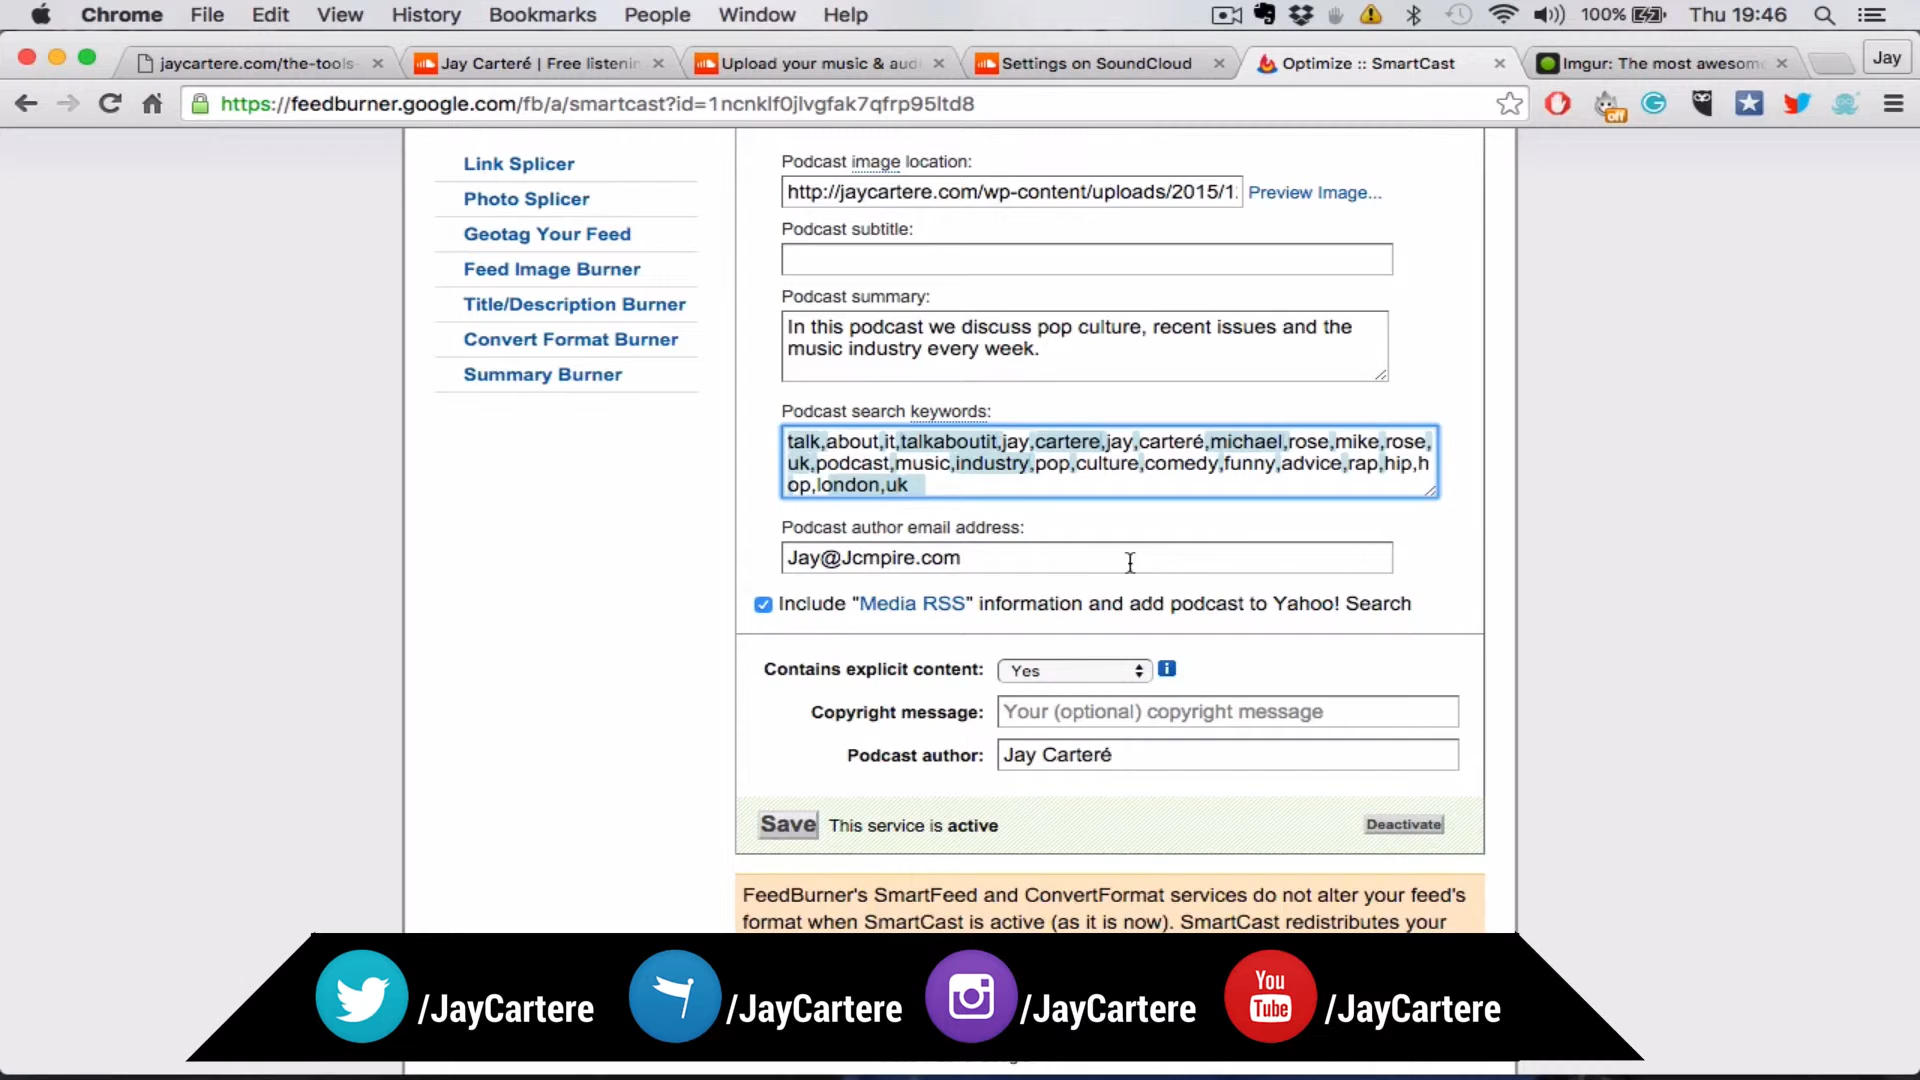 Chrome File Edit View History Bookmarks People Window Help 100% Thu 19:46
jaycartere.com/the-tools- Jay Carteré | Free listenin Upload your music & aud Settings on SoundCloud Optimize :: SmartCast Imgur: The most awesom Jay
https://feedburner.google.com/fb/a/smartcast?id=1ncnklf0jlvgfak7qfrp95ltd8
off
Link Splicer
Photo Splicer
Geotag Your Feed
Feed Image Burner
Title/Description Burner
Convert Format Burner
Summary Burner
Podcast image location:
http://jaycartere.com/wp-content/uploads/2015/1 Preview Image...
Podcast subtitle:
Podcast summary:
In this podcast we discuss pop culture, recent issues and the
music industry every week.
Podcast search keywords:
talk,about,it,talkaboutit,jay,cartere,jay,carteré,michael,rose,mike,rose,
uk,podcast,music,industry,pop,culture,comedy,funny,advice,rap,hip,h
op,london,uk
Podcast author email address:
Jay@Jcmpire.com
Include "Media RSS" information and add podcast to Yahoo! Search
Contains explicit content: Yes
Copyright message: Your (optional) copyright message
Podcast author: Jay Carteré
Save This service is active Deactivate
FeedBurner's SmartFeed and ConvertFormat services do not alter your feed's
format when SmartCast is active (as it is now). SmartCast redistributes your
/JayCartere /JayCartere /JayCartere You Tube /JayCartere